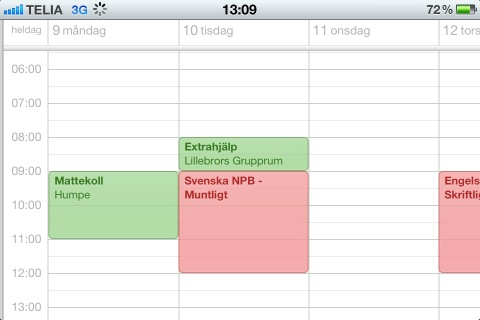 TELIA 3G 13:09 72 %
heldag 9 måndag 10 tisdag 11 onsdag 12 tors
06:00
07:00
08:00
Extrahjälp
Lillebrors Grupprum
09:00
Mattekoll
Humpe
Svenska NPB -
Muntligt
Engels
Skriftlig
10:00
11:00
12:00
13:00